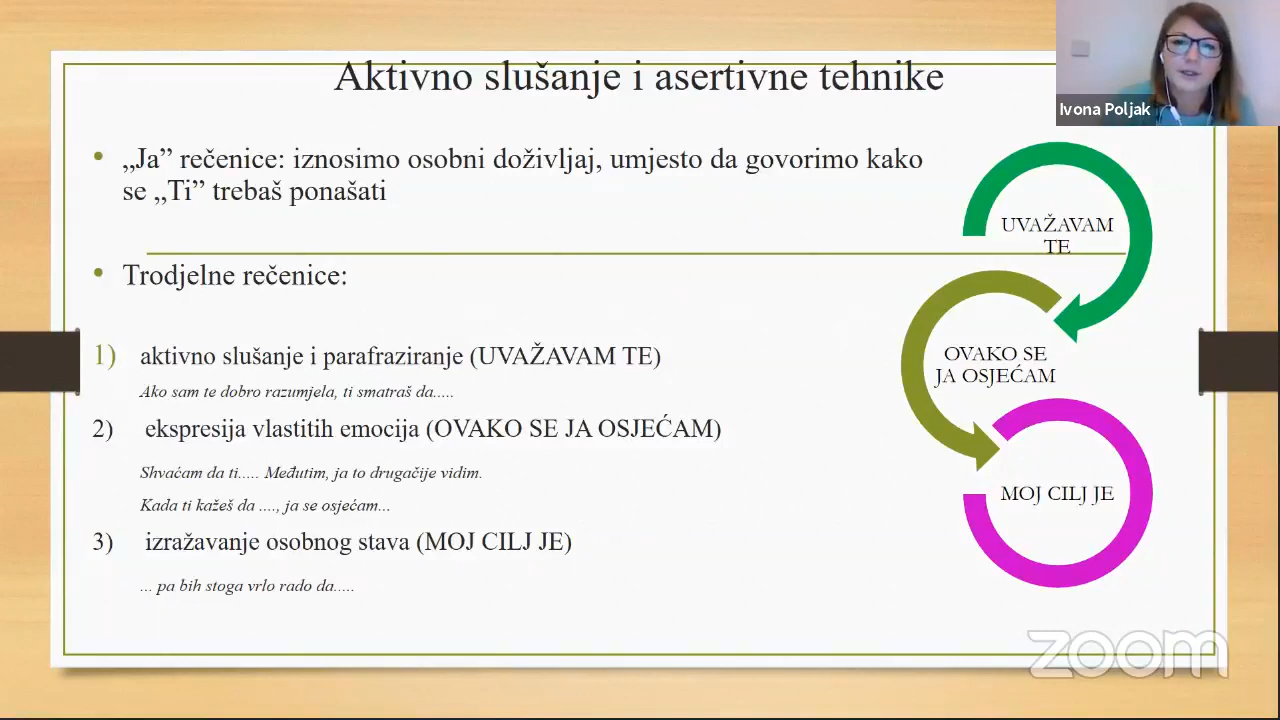 Aktivno slušanje i asertivne tehnike
Ivona Poljak
• „Ja” rečenice: iznosimo osobni doživljaj, umjesto da govorimo kako
se „Ti” trebaš ponašati
• Trodjelne rečenice:
1) aktivno slušanje i parafraziranje (UVAŽAVAM TE)
Ako sam te dobro razumjela, ti smatraš da.....
2) ekspresija vlastitih emocija (OVAKO SE JA OSJEĆAM)
Shvaćam da ti..... Međutim, ja to drugačije vidim.
Kada ti kažeš da ...., ja se osjećam...
3) izražavanje osobnog stava (MOJ CILJ JE)
... pa bih stoga vrlo rado da.....
UVAŽAVAM
TE
OVAKO SE
JA OSJEĆAM
MOJ CILJ JE
zoom